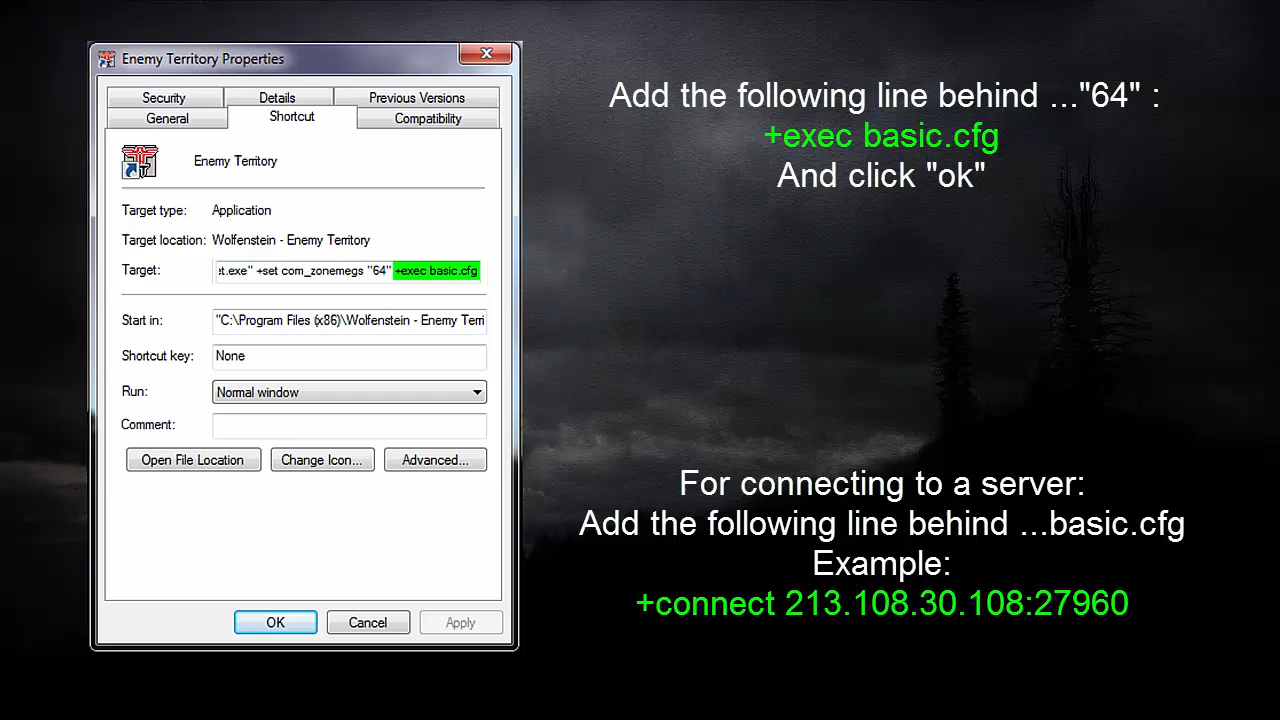 Enemy Territory Properties
Security
Details
Previous Versions
General
Shortcut
Compatibility
Enemy Territory
Target type: Application
Target location: Wolfenstein - Enemy Territory
Target: t.exe" +set com_zonemegs "64" +exec basic.cfg
Start in: "C:\Program Files (x86)\Wolfenstein - Enemy Terri
Shortcut key: None
Run: Normal window
Comment:
Open File Location
Change Icon...
Advanced...
OK
Cancel
Apply
Add the following line behind ..."64" :
+exec basic.cfg
And click "ok"
For connecting to a server:
Add the following line behind ...basic.cfg
Example:
+connect 213.108.30.108:27960